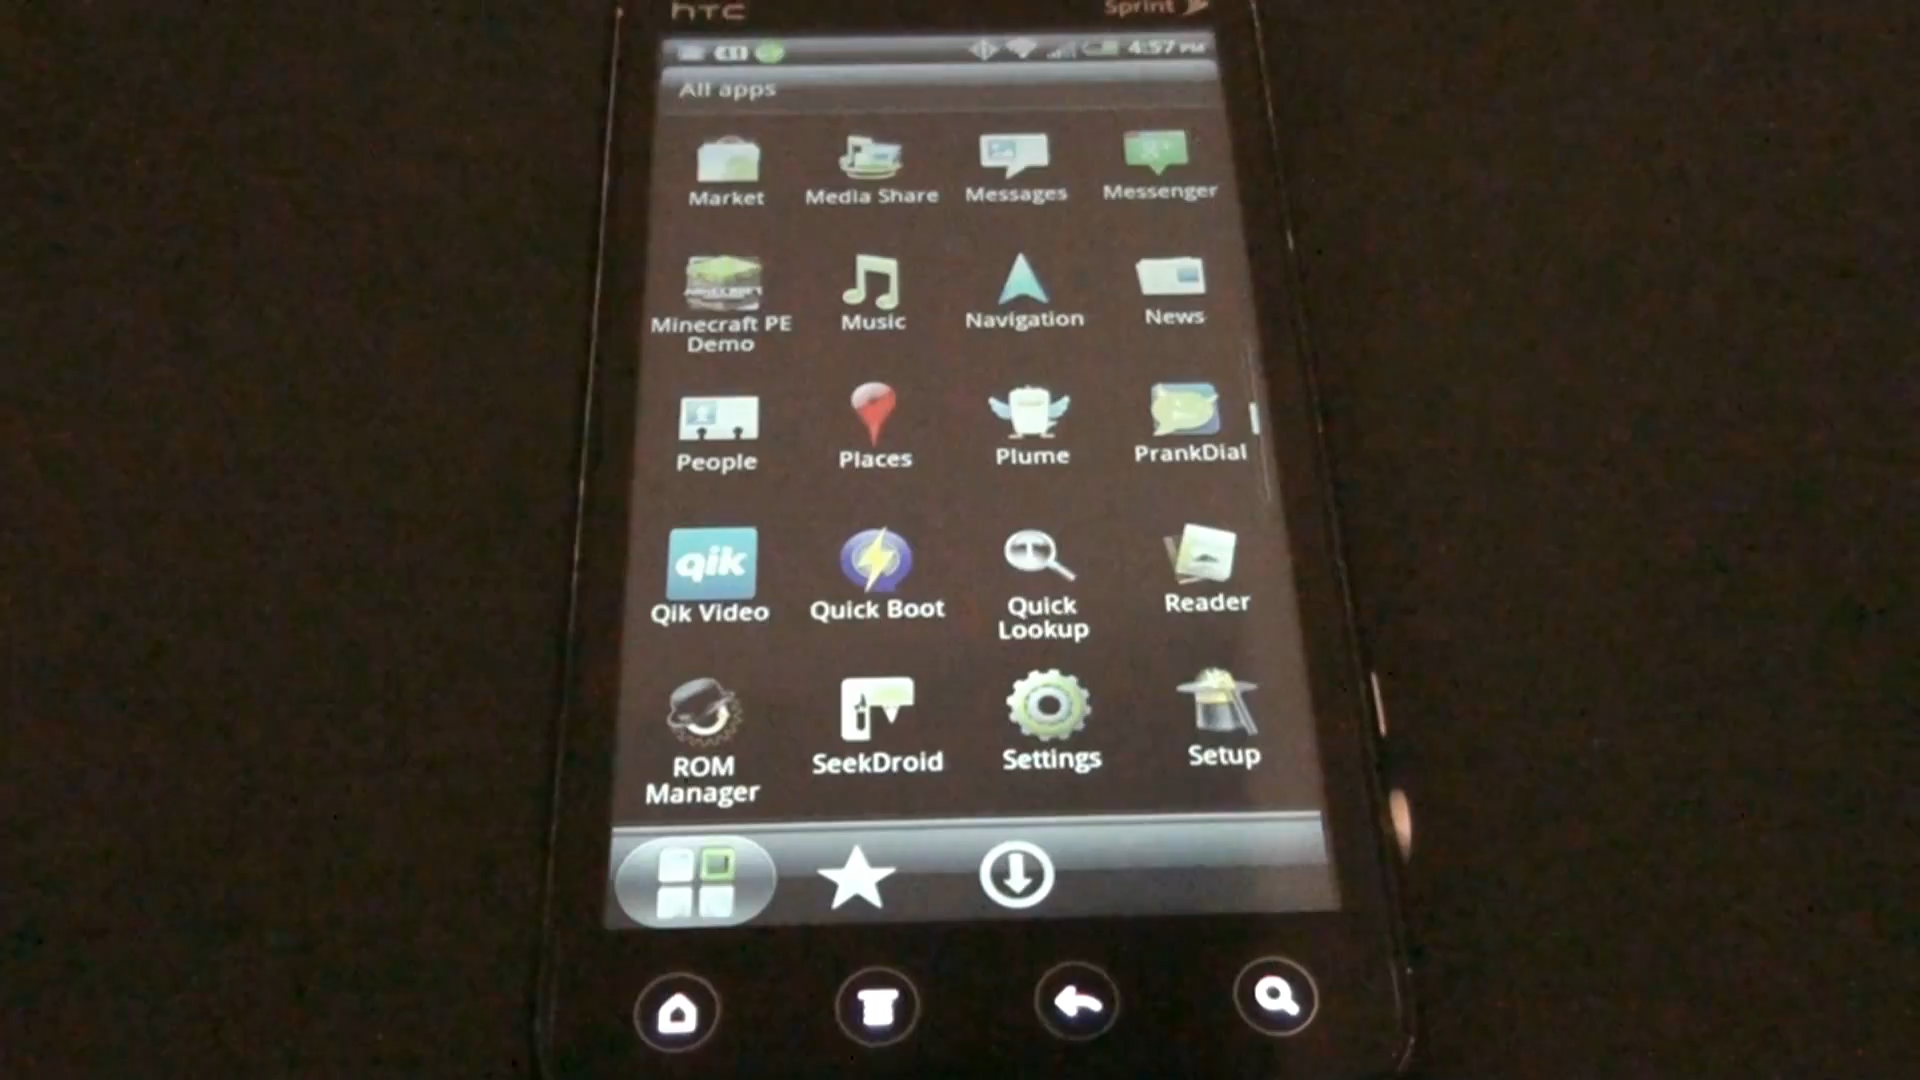 hTC Sprint
4:57 PM
All apps
Market Media Share Messages Messenger
Minecraft PE Demo Music Navigation News
People Places Plume PrankDial
qik
Qik Video Quick Boot Quick Lookup Reader
ROM Manager SeekDroid Settings Setup